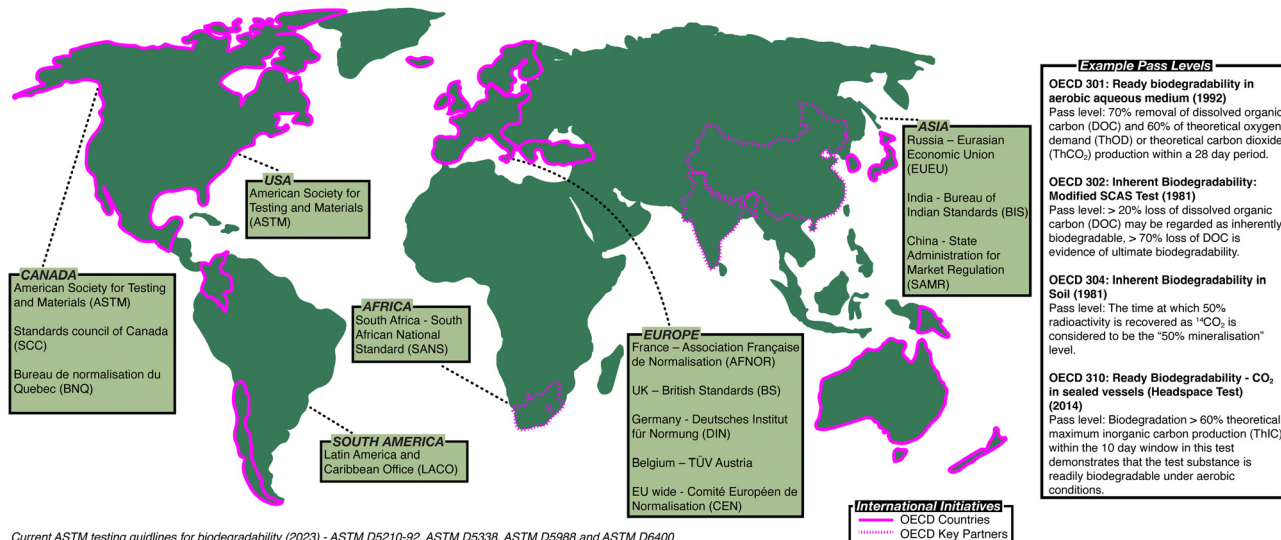 USA
American Society for
Testing and Materials
(ASTM)
CANADA
American Society for Testing
and Materials (ASTM)
Standards council of Canada
(SCC)
Bureau de normalisation du
Quebec (BNQ)
SOUTH AMERICA
Latin America and
Caribbean Office (LACO)
AFRICA
South Africa - South
African National
Standard (SANS)
EUROPE
France – Association Française
de Normalisation (AFNOR)
UK – British Standards (BS)
Germany - Deutsches Institut
für Normung (DIN)
Belgium – TÜV Austria
EU wide - Comité Européen de
Normalisation (CEN)
ASIA
Russia – Eurasian
Economic Union
(EUEU)
India - Bureau of
Indian Standards (BIS)
China - State
Administration for
Market Regulation
(SAMR)
Example Pass Levels
OECD 301: Ready biodegradability in
aerobic aqueous medium (1992)
Pass level: 70% removal of dissolved organic
carbon (DOC) and 60% of theoretical oxygen
demand (ThOD) or theoretical carbon dioxide
(ThCO₂) production within a 28 day period.
OECD 302: Inherent Biodegradability:
Modified SCAS Test (1981)
Pass level: > 20% loss of dissolved organic
carbon (DOC) may be regarded as inherently
biodegradable, > 70% loss of DOC is
evidence of ultimate biodegradability.
OECD 304: Inherent Biodegradability in
Soil (1981)
Pass level: The time at which 50%
radioactivity is recovered as ¹⁴CO₂ is
considered to be the “50% mineralisation”
level.
OECD 310: Ready Biodegradability - CO₂
in sealed vessels (Headspace Test)
(2014)
Pass level: Biodegradation > 60% theoretical
maximum inorganic carbon production (ThIC)
within the 10 day window in this test
demonstrates that the test substance is
readily biodegradable under aerobic
conditions.
International Initiatives
OECD Countries
OECD Key Partners
Current ASTM testing guidlines for biodegradability (2023) - ASTM D5210-92, ASTM D5338, ASTM D5988 and ASTM D6400